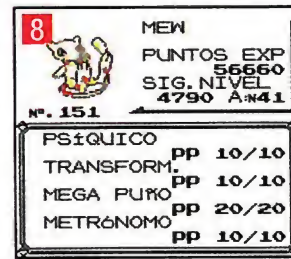 8
MEW
PUNTOS EXP
56660
SIG.NIVEL
4790 A:N41
Nº.151
PSíQUICO
PP 10/10
TRANSFORM.
PP 10/10
MEGA PUÑO
PP 20/20
METRóNOMO
PP 10/10